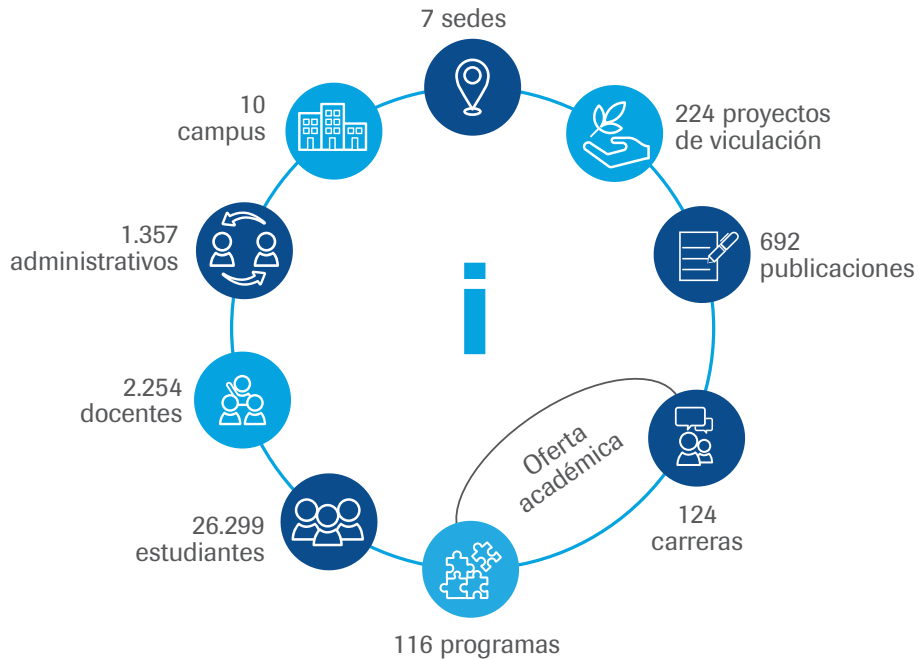 7 sedes
224 proyectos
de viculación
692
publicaciones
124
carreras
Oferta
académica
116 programas
26.299
estudiantes
2.254
docentes
1.357
administrativos
10
campus
i